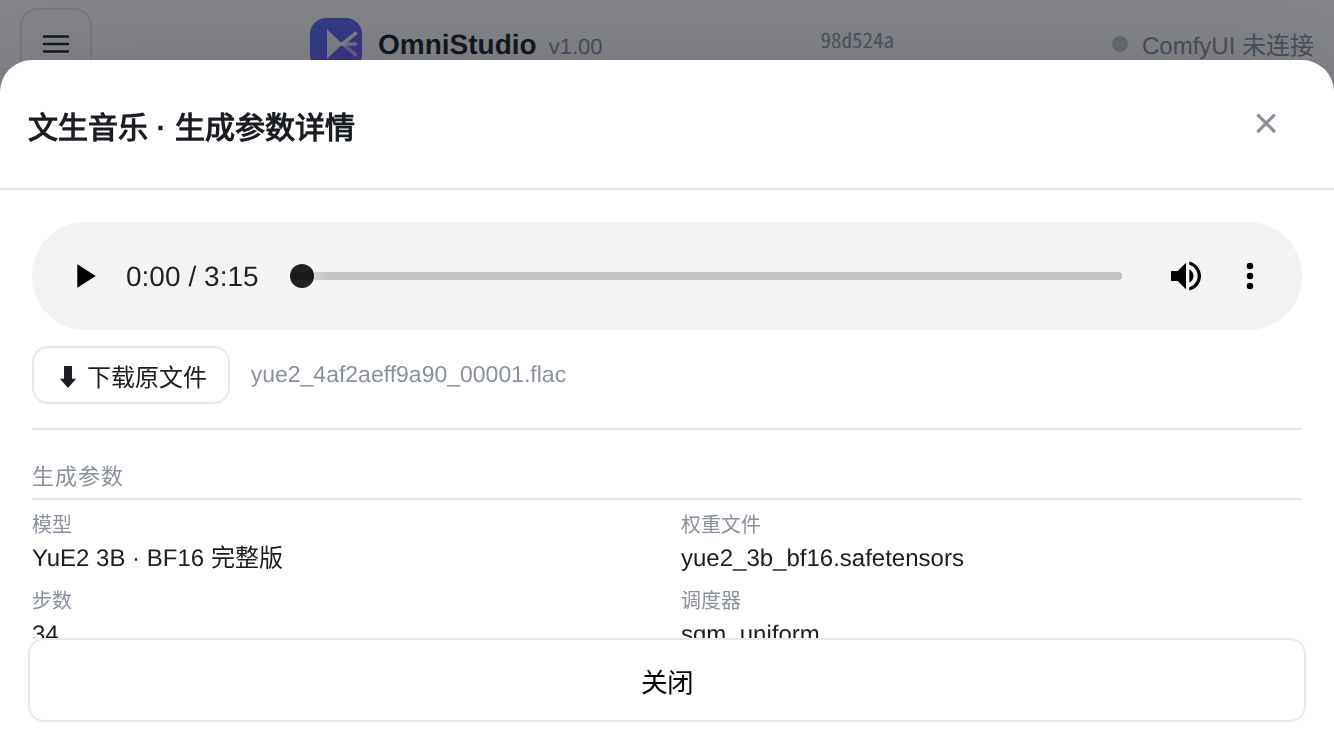 OmniStudio v1.00
98d524a
ComfyUI 未连接
文生音乐 · 生成参数详情
0:00 / 3:15
下载原文件
yue2_4af2aeff9a90_00001.flac
生成参数
模型
权重文件
YuE2 3B · BF16 完整版
yue2_3b_bf16.safetensors
步数
调度器
34
sgm_uniform
关闭